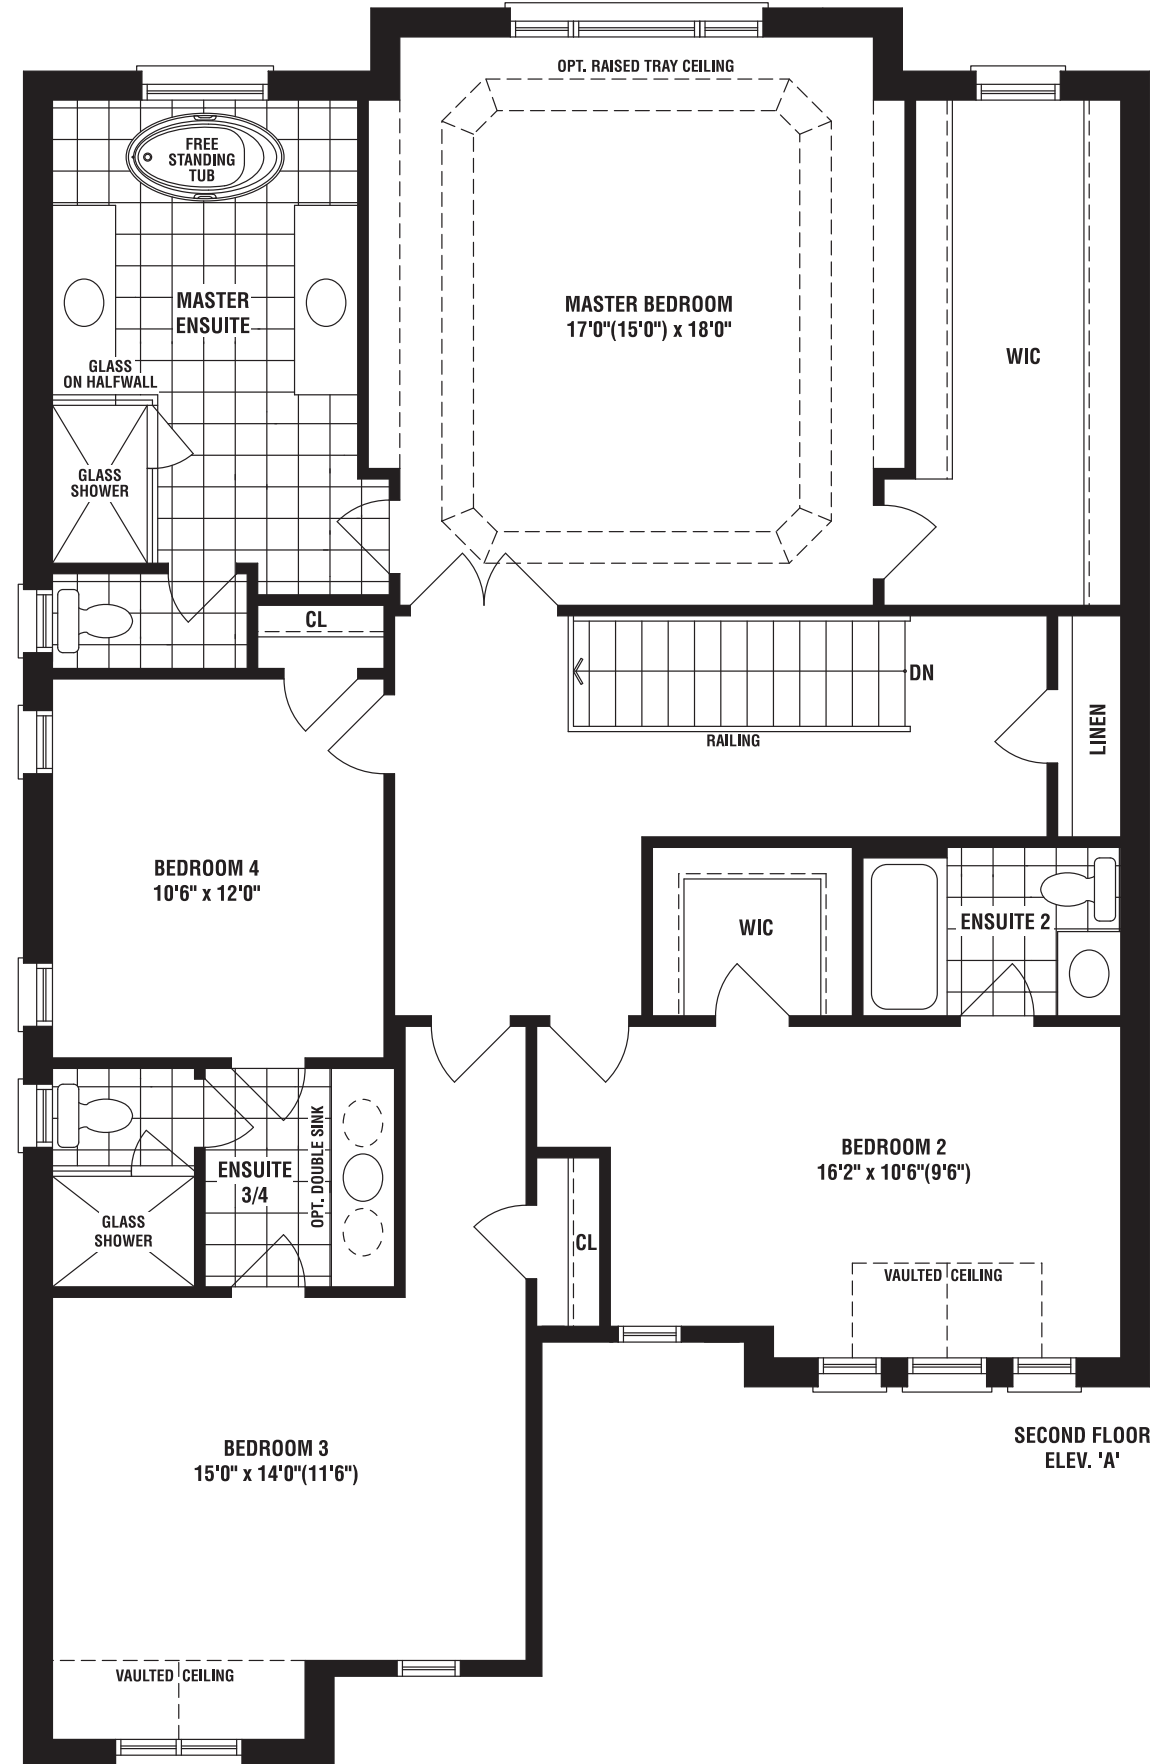 OPT. RAISED TRAY CEILING
FREE
STANDING
TUB
MASTER
ENSUITE
MASTER BEDROOM
17'0"(15'0") x 18'0"
WIC
GLASS
ON HALFWALL
GLASS
SHOWER
CL
DN
RAILING
LINEN
BEDROOM 4
10'6" x 12'0"
WIC
ENSUITE 2
OPT. DOUBLE SINK
ENSUITE
3/4
BEDROOM 2
16'2" x 10'6"(9'6")
GLASS
SHOWER
CL
VAULTED CEILING
SECOND FLOOR
ELEV. 'A'
BEDROOM 3
15'0" x 14'0"(11'6")
VAULTED CEILING